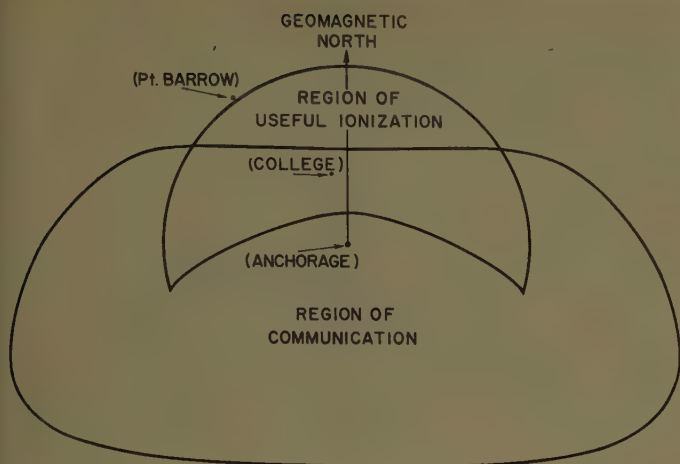 GEOMAGNETIC
NORTH
(Pt. BARROW)
REGION OF
USEFUL IONIZATION
(COLLEGE)
(ANCHORAGE)
REGION OF
COMMUNICATION